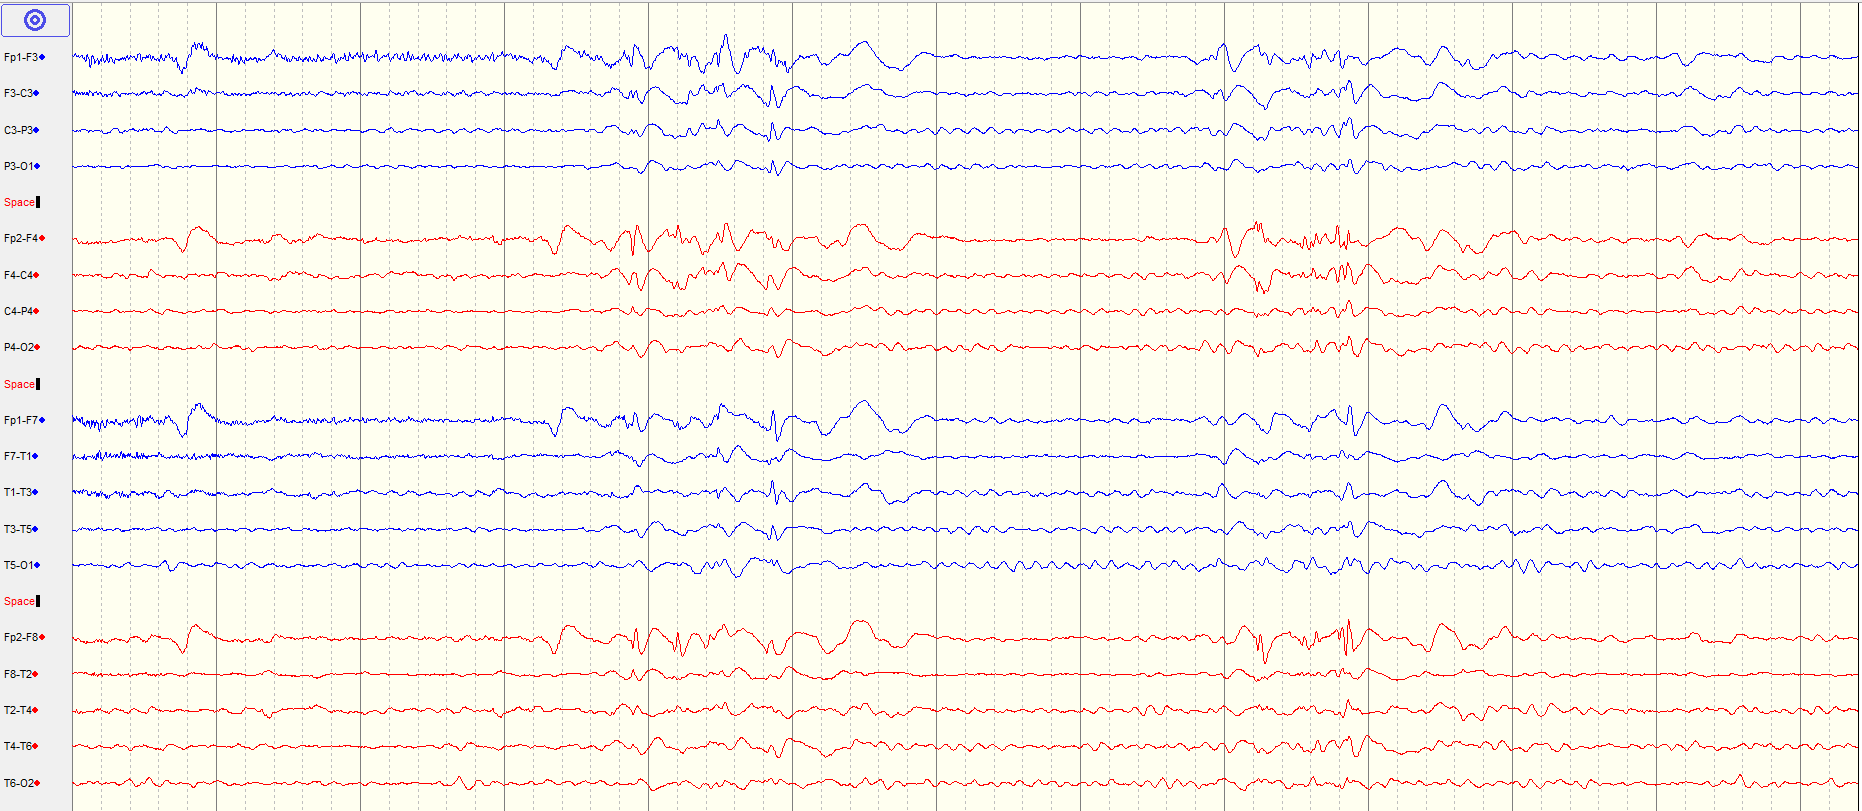 Fp1-F3
F3-C3
C3-P3
P3-O1
Space
Fp2-F4
F4-C4
C4-P4
P4-O2
Space
Fp1-F7
F7-T1
T1-T3
T3-T5
T5-O1
Space
Fp2-F8
F8-T2
T2-T4
T4-T6
T6-O2